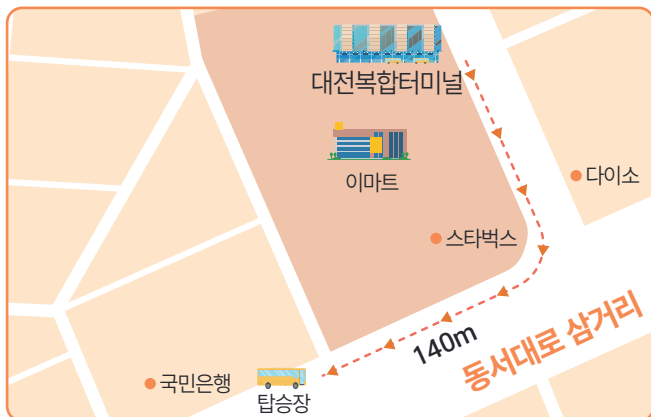 대전복합터미널
이마트
다이소
스타벅스
140m
동서대로 삼거리
국민은행
탑승장